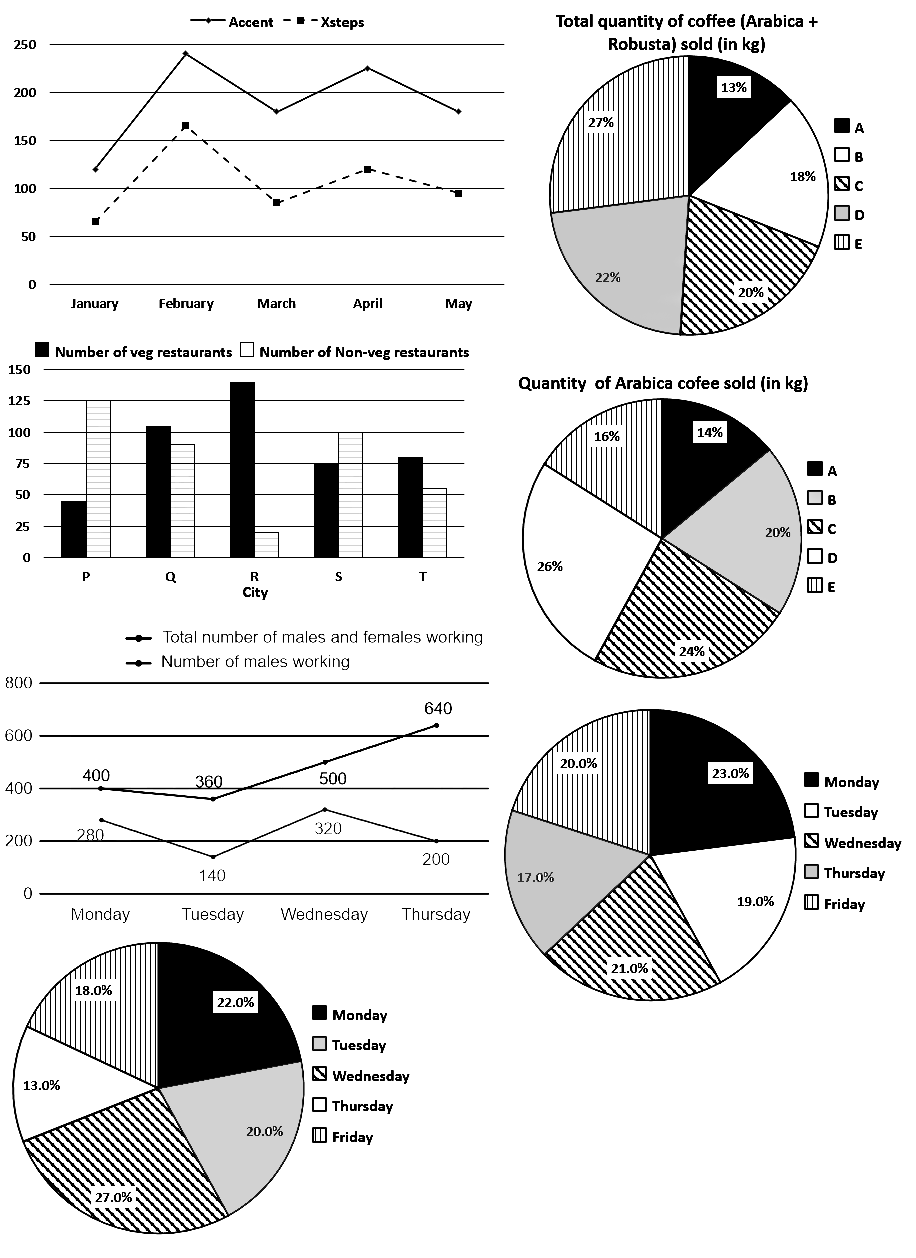 Accent Xsteps
250
200
150
100
50
0
January February March April May
Total quantity of coffee (Arabica +
Robusta) sold (in kg)
13%
27%
18%
22%
20%
A
B
C
D
E
Number of veg restaurants Number of Non-veg restaurants
150
125
100
75
50
25
0
P Q R S T
City
Quantity of Arabica cofee sold (in kg)
14%
16%
20%
26%
24%
A
B
C
D
E
Total number of males and females working
Number of males working
800
600
400
200
0
400 360 500 640
280 140 320 200
Monday Tuesday Wednesday Thursday
23.0%
20.0%
17.0%
19.0%
21.0%
Monday
Tuesday
Wednesday
Thursday
Friday
22.0%
18.0%
13.0%
20.0%
27.0%
Monday
Tuesday
Wednesday
Thursday
Friday